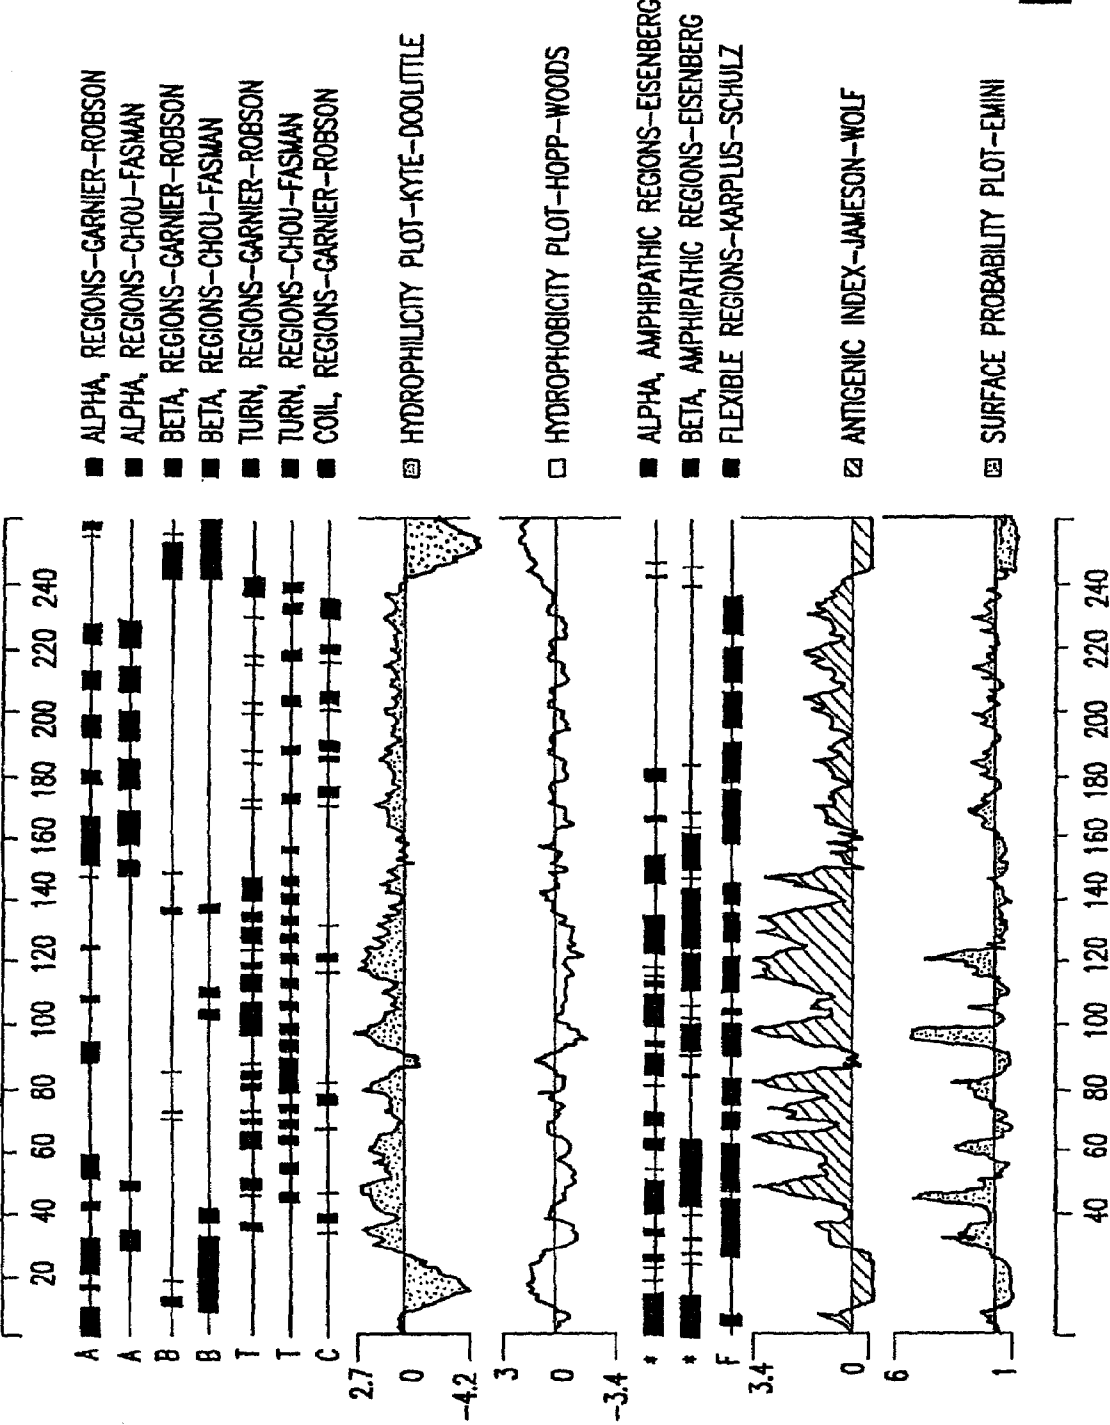 20 40 60 80 100 120 140 160 180 200 220 240
A ALPHA, REGIONS-GARNIER-ROBSON
A ALPHA, REGIONS-CHOU-FASMAN
B BETA, REGIONS-GARNIER-ROBSON
B BETA, REGIONS-CHOU-FASMAN
T TURN, REGIONS-GARNIER-ROBSON
T TURN, REGIONS-CHOU-FASMAN
C COIL, REGIONS-GARNIER-ROBSON
2.7
0 HYDROPHILICITY PLOT-KYTE-DOOLITTLE
-4.2
3
0 HYDROPHOBICITY PLOT-HOPP-WOODS
-3.4
* ALPHA, AMPHIPATHIC REGIONS-EISENBERG
* BETA, AMPHIPATHIC REGIONS-EISENBERG
F FLEXIBLE REGIONS-KARPLUS-SCHULZ
3.4
0 ANTIGENIC INDEX-JAMESON-WOLF
6
1 SURFACE PROBABILITY PLOT-EMINI
40 60 80 100 120 140 160 180 200 220 240